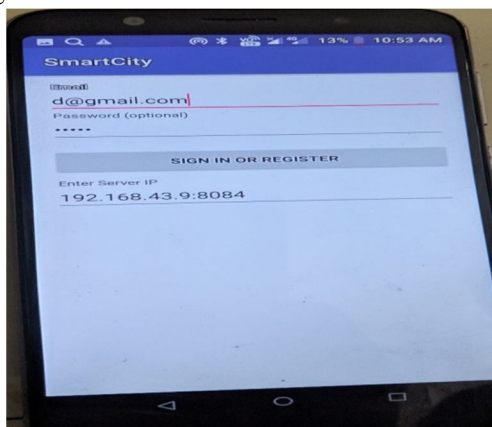 13% 10:53 AM
SmartCity
Email
d@gmail.com
Password (optional)
•••••
SIGN IN OR REGISTER
Enter Server IP
192.168.43.9:8084